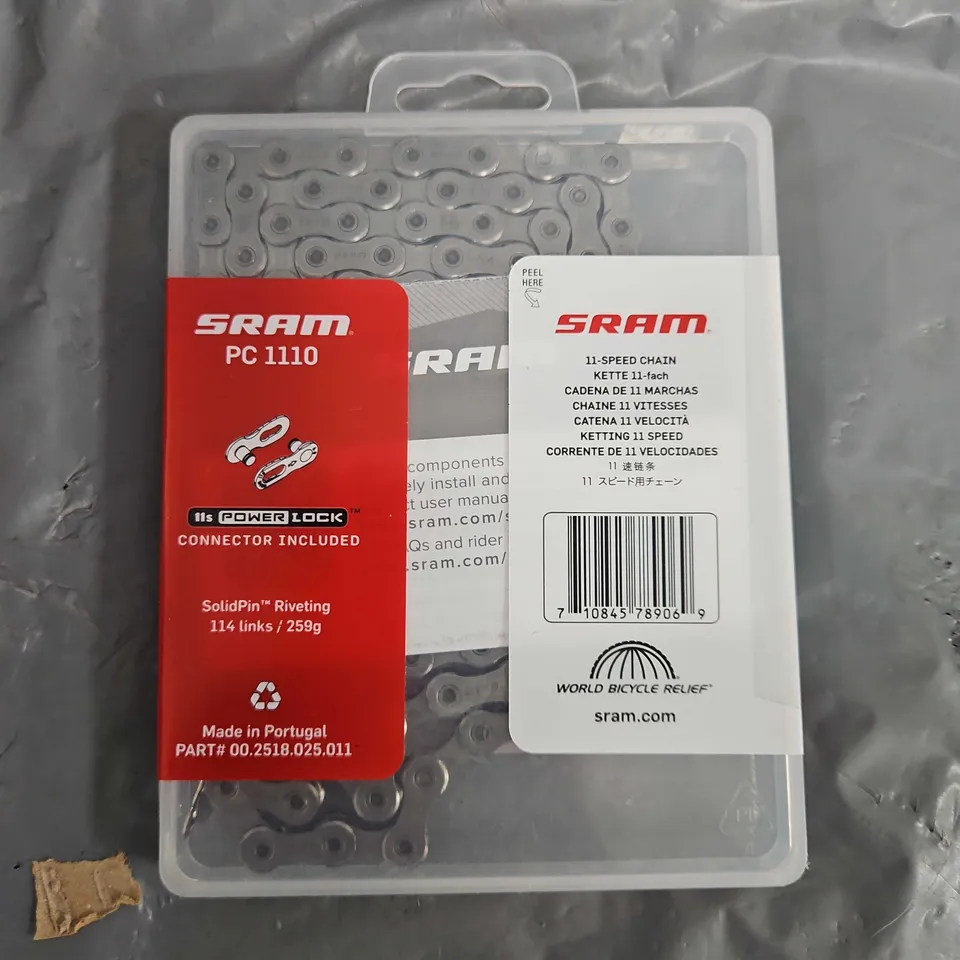 SRAM
PC 1110
11s POWER LOCK™
CONNECTOR INCLUDED
SolidPin™ Riveting
114 links / 259g
Made in Portugal
PART# 00.2518.025.011
SRAM
components
install and
user manua
sram.com/
and rider
sram.com/
PEEL
HERE
SRAM
11-SPEED CHAIN
KETTE 11-fach
CADENA DE 11 MARCHAS
CHAINE 11 VITESSES
CATENA 11 VELOCITÀ
KETTING 11 SPEED
CORRENTE DE 11 VELOCIDADES
11 速链条
11 スピード用チェーン
7 10845 78906 9
WORLD BICYCLE RELIEF
sram.com